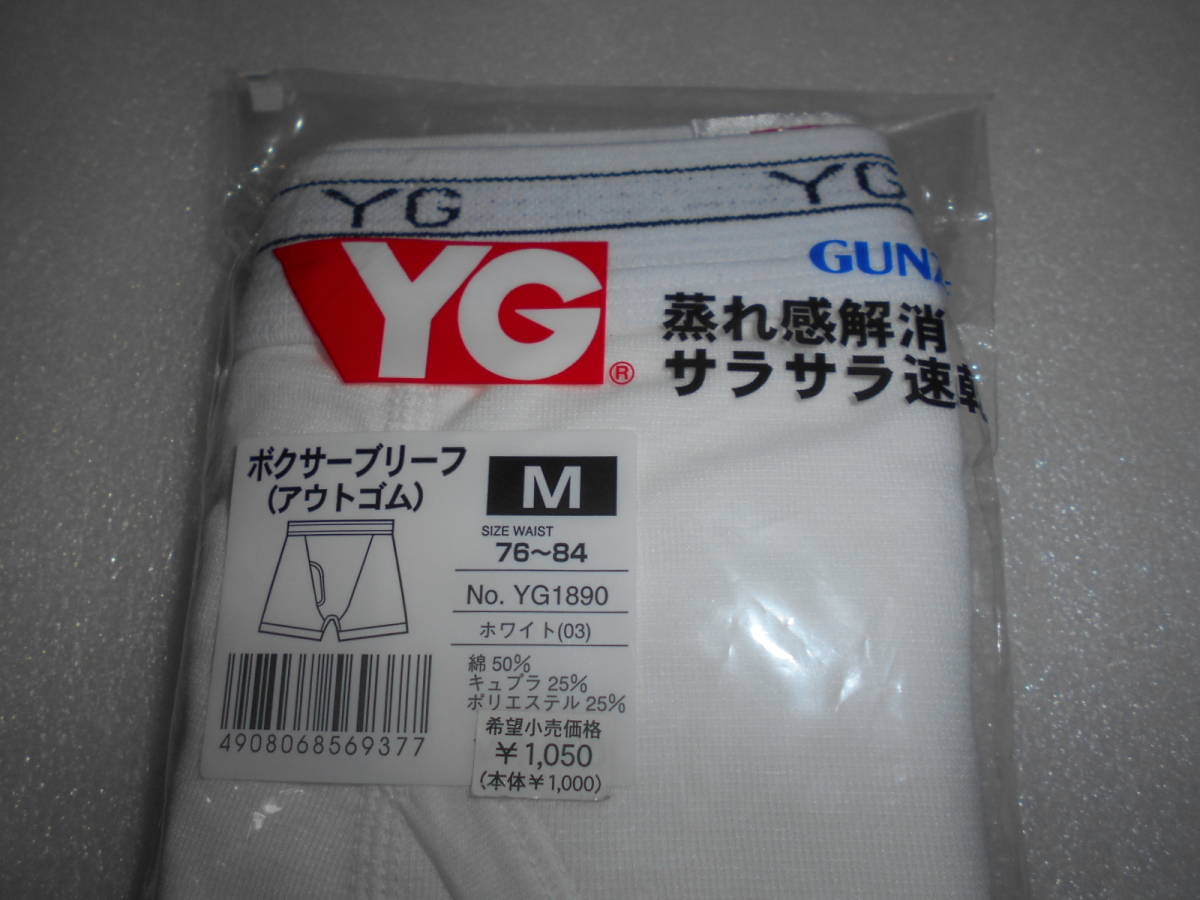 YG YG
YG®
GUNZ
蒸れ感解消
サラサラ速乾
ボクサーブリーフ
(アウトゴム)
M
SIZE WAIST
76~84
No. YG1890
ホワイト(03)
綿 50%
キュプラ 25%
ポリエステル 25%
希望小売価格
¥1,050
(本体¥1,000)
4908068569377